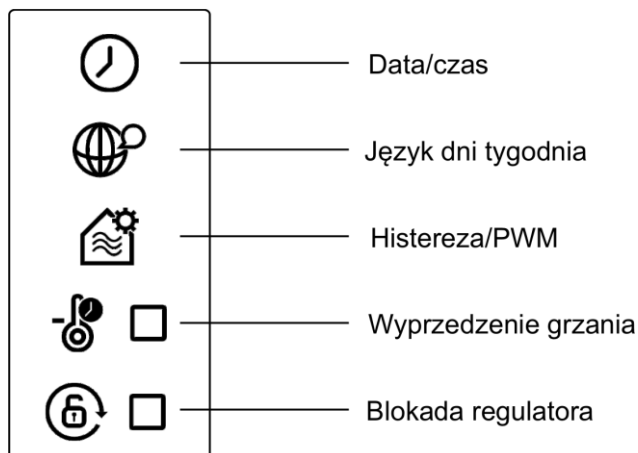 Data/czas
Język dni tygodnia
Histereza/PWM
Wyprzedzenie grzania
Blokada regulatora